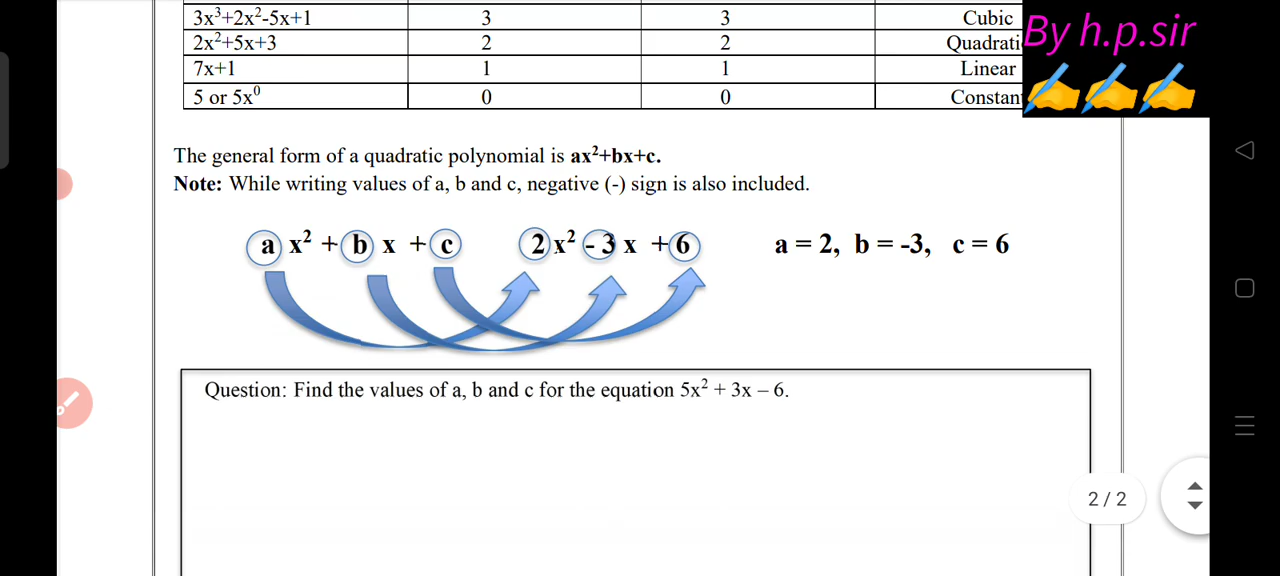 3x³+2x²-5x+1 3 3 Cubic
2x²+5x+3 2 2 Quadrati
7x+1 1 1 Linear
5 or 5x⁰ 0 0 Constan
By h.p.sir
The general form of a quadratic polynomial is ax²+bx+c.
Note: While writing values of a, b and c, negative (-) sign is also included.
a x² + b x + c 2 x² - 3 x + 6 a = 2, b = -3, c = 6
Question: Find the values of a, b and c for the equation 5x² + 3x – 6.
2 / 2